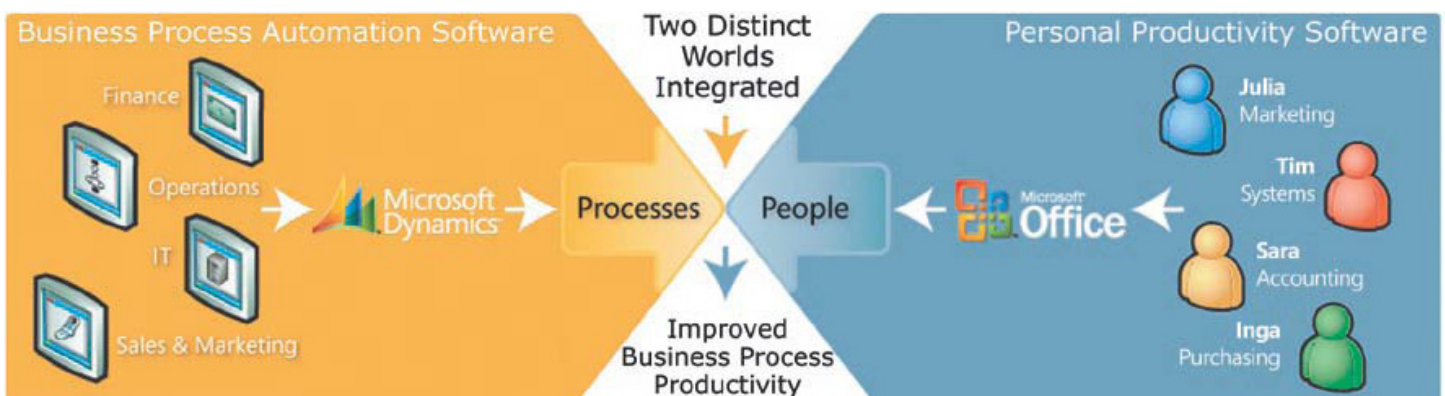 Business Process Automation Software
Finance
Operations
IT
Sales & Marketing
Microsoft
Dynamics
Processes
Two Distinct
Worlds
Integrated
Improved
Business Process
Productivity
People
Microsoft
Office
Personal Productivity Software
Julia
Marketing
Tim
Systems
Sara
Accounting
Inga
Purchasing